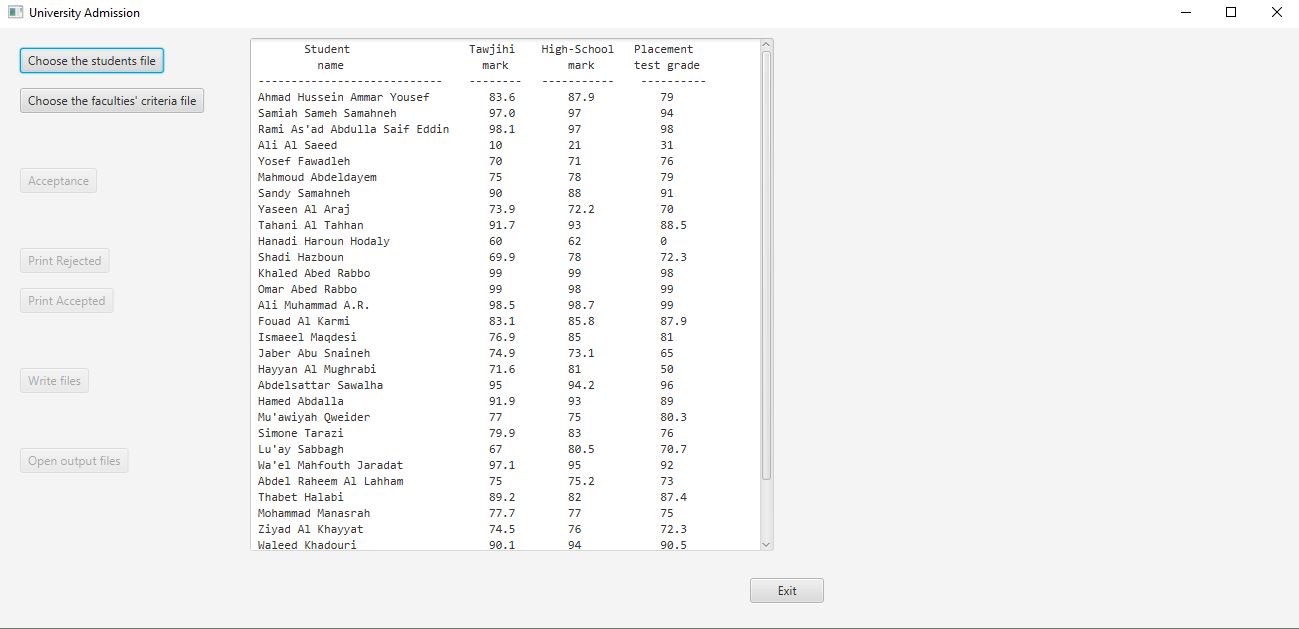 University Admission
Choose the students file
Choose the faculties' criteria file
Acceptance
Print Rejected
Print Accepted
Write files
Open output files
Student Tawjihi High-School Placement
name mark mark test grade
--------------------------- -------- ----------- ----------
Ahmad Hussein Ammar Yousef 83.6 87.9 79
Samiah Sameh Samahneh 97.0 97 94
Rami As'ad Abdulla Saif Eddin 98.1 97 98
Ali Al Saeed 10 21 31
Yosef Fawadleh 70 71 76
Mahmoud Abdeldayem 75 78 79
Sandy Samahneh 90 88 91
Yaseen Al Araj 73.9 72.2 70
Tahani Al Tahhan 91.7 93 88.5
Hanadi Haroun Hodaly 60 62 0
Shadi Hazboun 69.9 78 72.3
Khaled Abed Rabbo 99 99 98
Omar Abed Rabbo 99 98 99
Ali Muhammad A.R. 98.5 98.7 99
Fouad Al Karmi 83.1 85.8 87.9
Ismaeel Maqdesi 76.9 85 81
Jaber Abu Snaineh 74.9 73.1 65
Hayyan Al Mughrabi 71.6 81 50
Abdelsattar Sawalha 95 94.2 96
Hamed Abdalla 91.9 93 89
Mu'awiyah Qweider 77 75 80.3
Simone Tarazi 79.9 83 76
Lu'ay Sabbagh 67 80.5 70.7
Wa'el Mahfouth Jaradat 97.1 95 92
Abdel Raheem Al Lahham 75 75.2 73
Thabet Halabi 89.2 82 87.4
Mohammad Manasrah 77.7 77 75
Ziyad Al Khayyat 74.5 76 72.3
Waleed Khadouri 90.1 94 90.5
Exit